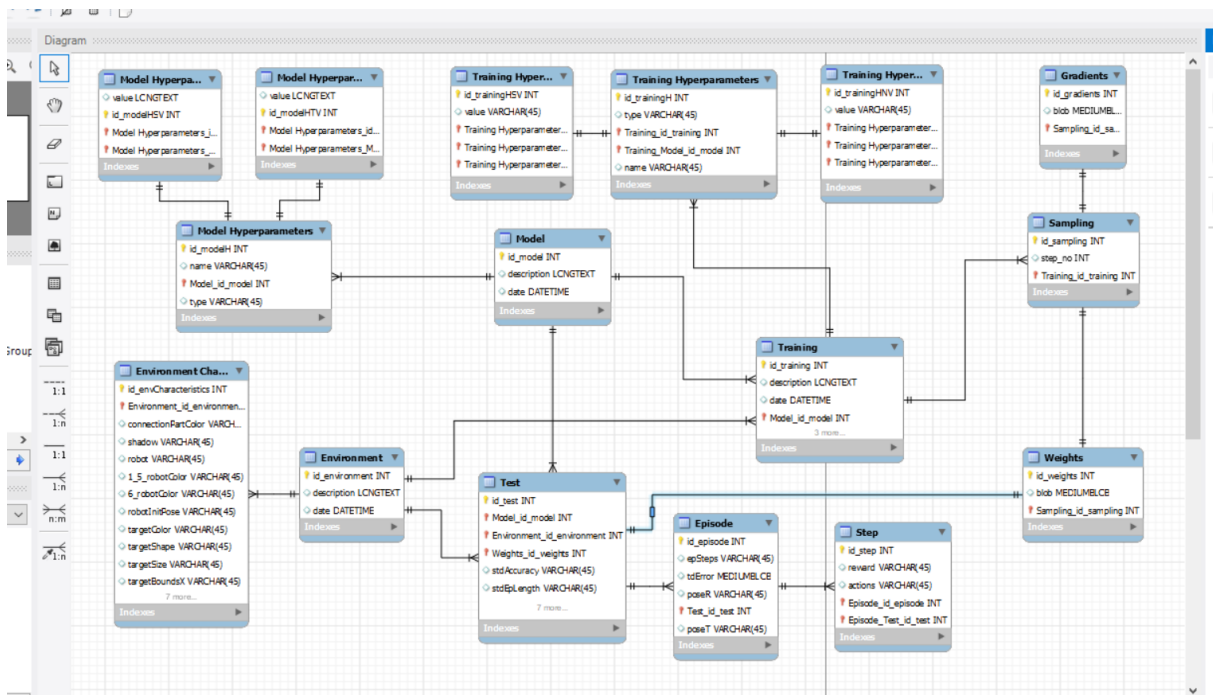 Diagram
Group
1:1
1:n
1:1
1:n
n:m
1:n
Model Hyperpa...
value LCNGTEXT
id_modelHSV INT
Model Hyperparameters_i...
Model Hyperparameters_...
Indexes
Model Hyperpar...
value LCNGTEXT
id_modelHTV INT
Model Hyperparameters_id...
Model Hyperparameters_M...
Indexes
Training Hyper...
id_trainingHSV INT
value VARCHAR(45)
Training Hyperparameter...
Training Hyperparameter...
Training Hyperparameter...
Indexes
Training Hyperparameters
id_trainingH INT
type VARCHAR(45)
Training_id_training INT
Training_Model_id_model INT
name VARCHAR(45)
Indexes
Training Hyper...
id_trainingHNV INT
value VARCHAR(45)
Training Hyperparameter...
Training Hyperparameter...
Training Hyperparameter...
Indexes
Gradients
id_gradients INT
blob MEDIUMBL...
Sampling_id_sa...
Indexes
Model Hyperparameters
id_modelH INT
name VARCHAR(45)
Model_id_model INT
type VARCHAR(45)
Indexes
Model
id_model INT
description LCNGTEXT
date DATETIME
Indexes
Sampling
id_sampling INT
step_no INT
Training_id_training INT
Indexes
Training
id_training INT
description LCNGTEXT
date DATETIME
Model_id_model INT
3 more...
Indexes
Environment Cha...
id_envCharacteristics INT
Environment_id_environmen...
connectionPartColor VARCH...
shadow VARCHAR(45)
robot VARCHAR(45)
1_5_robotColor VARCHAR(45)
6_robotColor VARCHAR(45)
robotInitPose VARCHAR(45)
targetColor VARCHAR(45)
targetShape VARCHAR(45)
targetSize VARCHAR(45)
targetBoundsX VARCHAR(45)
7 more...
Indexes
Environment
id_environment INT
description LCNGTEXT
date DATETIME
Indexes
Test
id_test INT
Model_id_model INT
Environment_id_environment INT
Weights_id_weights INT
stdAccuracy VARCHAR(45)
stdEpLength VARCHAR(45)
7 more...
Indexes
Episode
id_episode INT
epSteps VARCHAR(45)
tdError MEDIUMBLCB
poseR VARCHAR(45)
Test_id_test INT
poseT VARCHAR(45)
Indexes
Step
id_step INT
reward VARCHAR(45)
actions VARCHAR(45)
Episode_id_episode INT
Episode_Test_id_test INT
Indexes
Weights
id_weights INT
blob MEDIUMBLCB
Sampling_id_sampling INT
Indexes